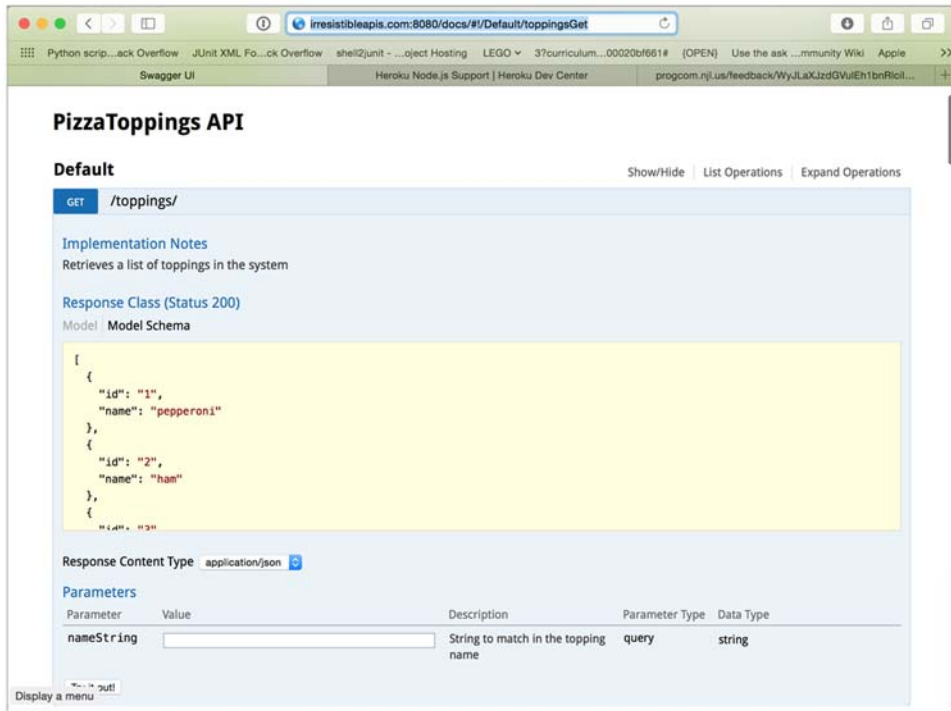 irresistibleapis.com:8080/docs/#!/Default/toppingsGet
Python scrip...ack Overflow JUnit XML Fo...ck Overflow shell2junit - ...oject Hosting LEGO 3?curriculum...00020bf661# {OPEN} Use the ask ...mmunity Wiki Apple >>
Swagger UI Heroku Node.js Support | Heroku Dev Center progcom.njl.us/feedback/ +
PizzaToppings API
Default Show/Hide List Operations Expand Operations
GET /toppings/
Implementation Notes
Retrieves a list of toppings in the system
Response Class (Status 200)
Model Model Schema
[
{
"id": "1",
"name": "pepperoni"
},
{
"id": "2",
"name": "ham"
},
{
"id": "3"
Response Content Type application/json
Parameters
Parameter Value Description Parameter Type Data Type
nameString String to match in the topping query string
name
Try it out!
Display a menu